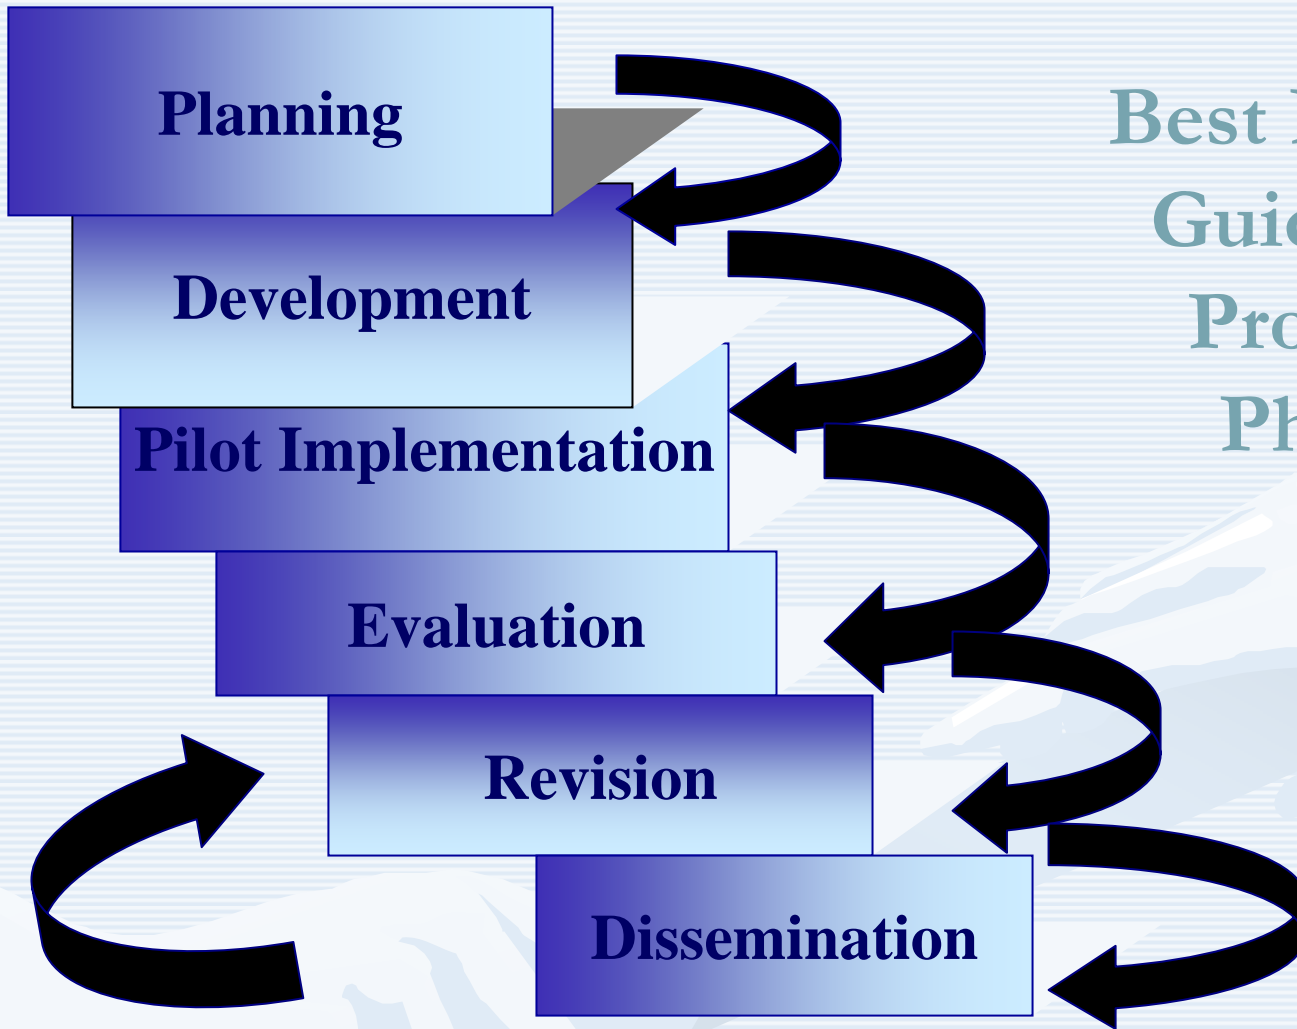 Planning
Development
Pilot Implementation
Evaluation
Revision
Dissemination
Best